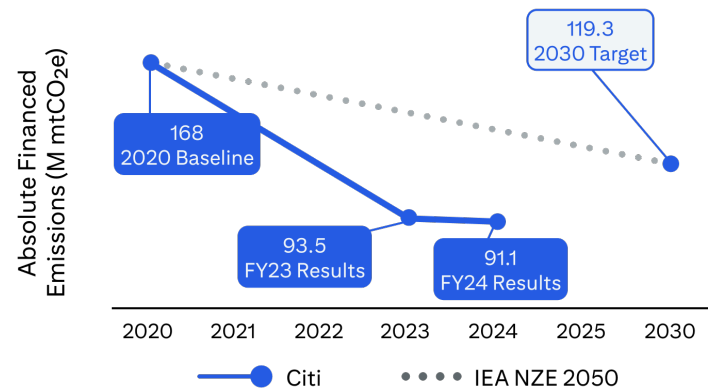 119.3
2030 Target
Absolute Financed
Emissions (M mtCO₂e)
168
2020 Baseline
93.5
FY23 Results
91.1
FY24 Results
2020 2021 2022 2023 2024 2025 2030
Citi IEA NZE 2050